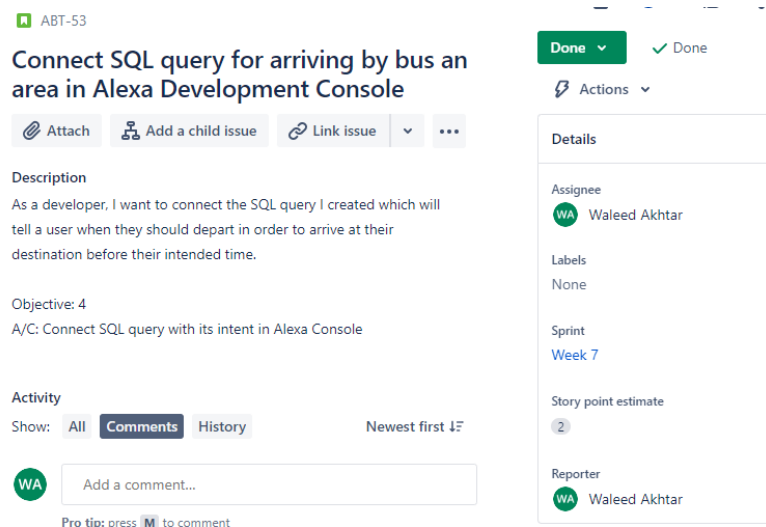 ABT-53
Connect SQL query for arriving by bus an
area in Alexa Development Console
Attach
Add a child issue
Link issue
Description
As a developer, I want to connect the SQL query I created which will
tell a user when they should depart in order to arrive at their
destination before their intended time.
Objective: 4
A/C: Connect SQL query with its intent in Alexa Console
Activity
Show: All Comments History Newest first
WA Add a comment...
Pro tip: press M to comment
Done Done
Actions
Details
Assignee
WA Waleed Akhtar
Labels
None
Sprint
Week 7
Story point estimate
2
Reporter
WA Waleed Akhtar